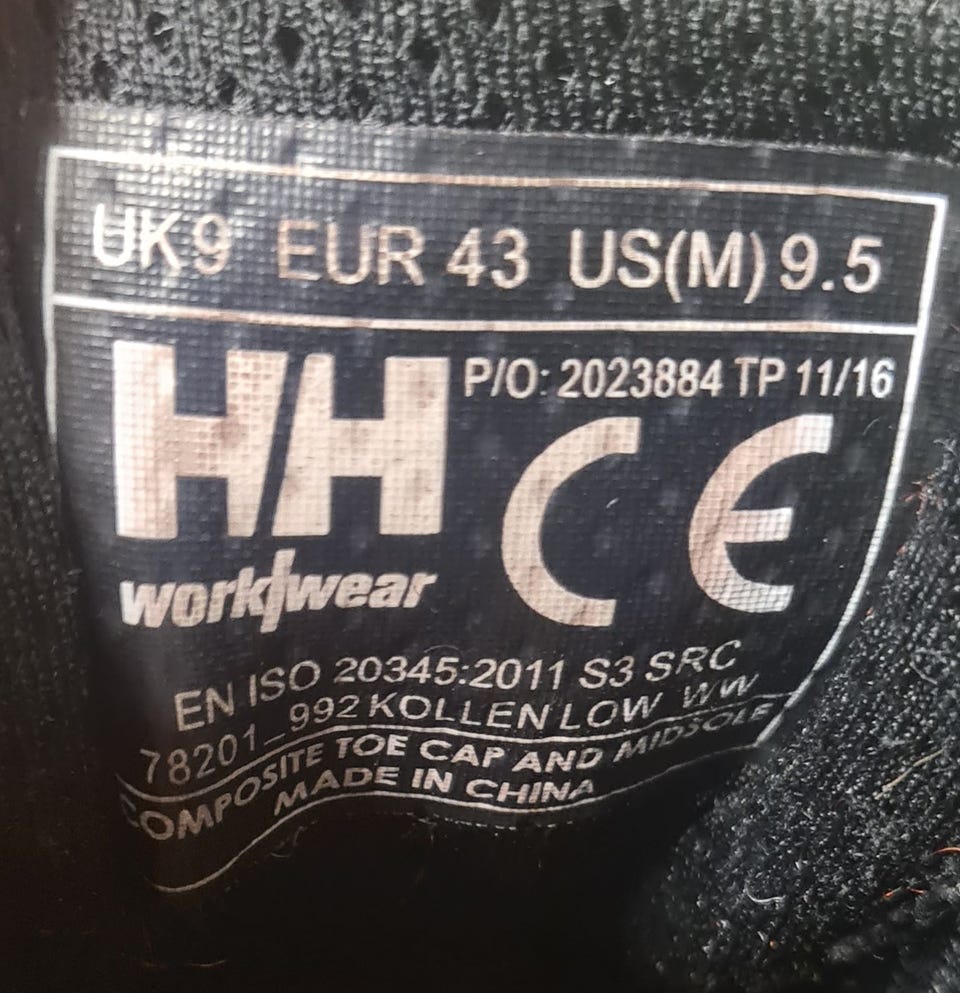 UK9 EUR 43 US(M) 9.5
HH
P/O: 2023884 TP 11/16
CE
workwear
EN ISO 20345:2011 S3 SRC
78201_992 KOLLEN LOW WW
COMPOSITE TOE CAP AND MIDSOLE
MADE IN CHINA